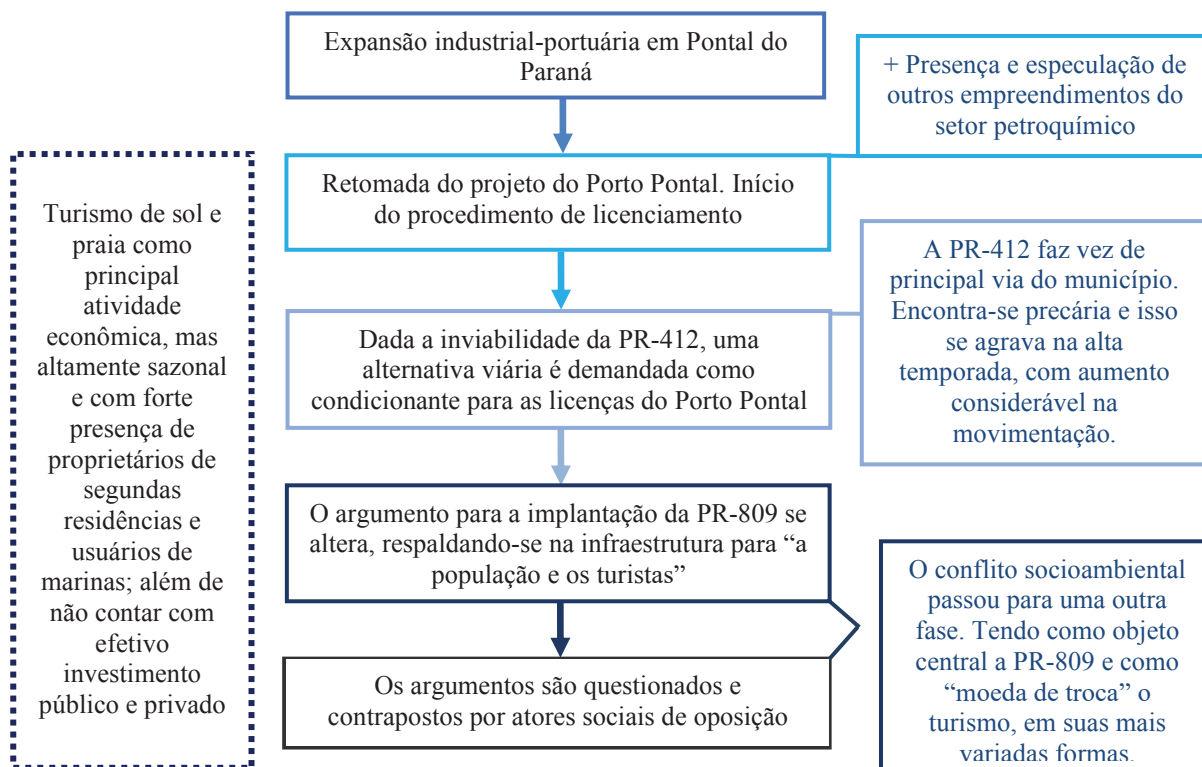 Expansão industrial-portuária em Pontal do
Paraná
+ Presença e especulação de
outros empreendimentos do
setor petroquímico
Retomada do projeto do Porto Pontal. Início
do procedimento de licenciamento
Turismo de sol e
praia como
principal
atividade
econômica, mas
altamente sazonal
e com forte
presença de
proprietários de
segundas
residências e
usuários de
marinas; além de
não contar com
efetivo
investimento
público e privado
A PR-412 faz vez de
principal via do município.
Encontra-se precária e isso
se agrava na alta
temporada, com aumento
considerável na
movimentação.
Dada a inviabilidade da PR-412, uma
alternativa viária é demandada como
condicionante para as licenças do Porto Pontal
O argumento para a implantação da PR-809 se
altera, respaldando-se na infraestrutura para “a
população e os turistas”
O conflito socioambiental
passou para uma outra
fase. Tendo como objeto
central a PR-809 e como
“moeda de troca” o
turismo, em suas mais
variadas formas.
Os argumentos são questionados e
contrapostos por atores sociais de oposição